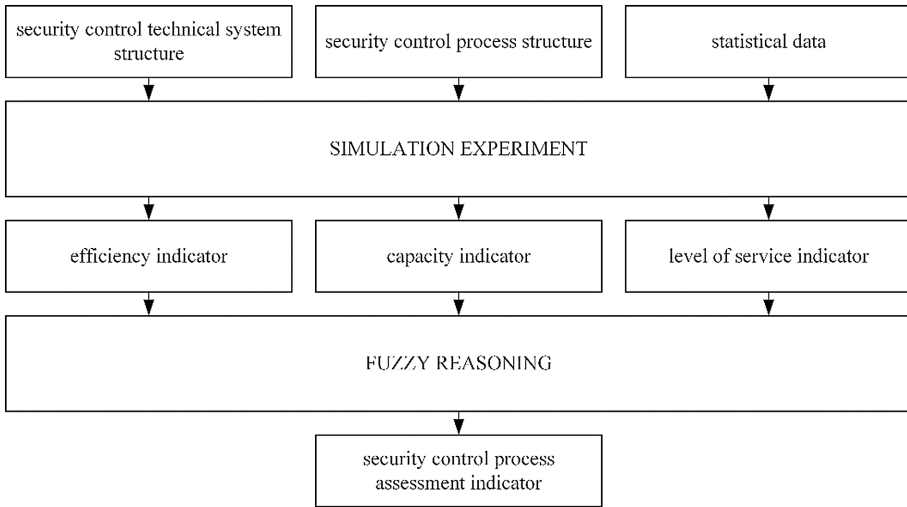 security control technical system
structure
security control process structure
statistical data
SIMULATION EXPERIMENT
efficiency indicator
capacity indicator
level of service indicator
FUZZY REASONING
security control process
assessment indicator